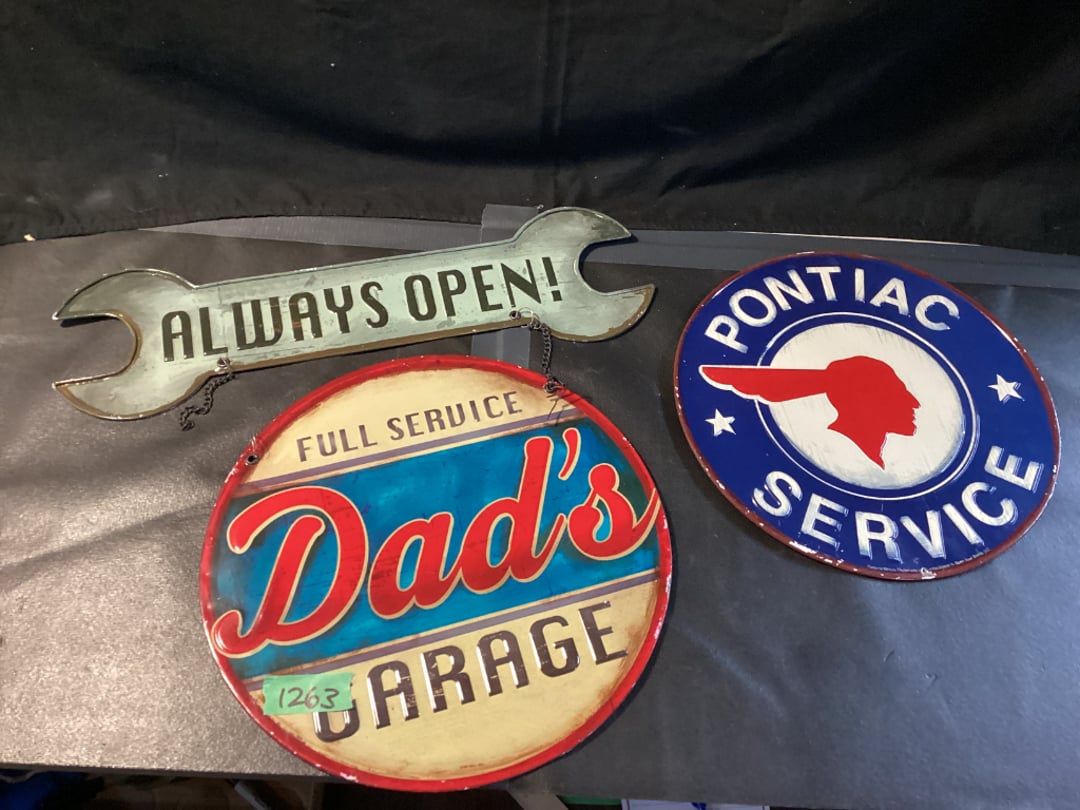 ALWAYS OPEN!
FULL SERVICE
Dad's
GARAGE
1263
PONTIAC
SERVICE